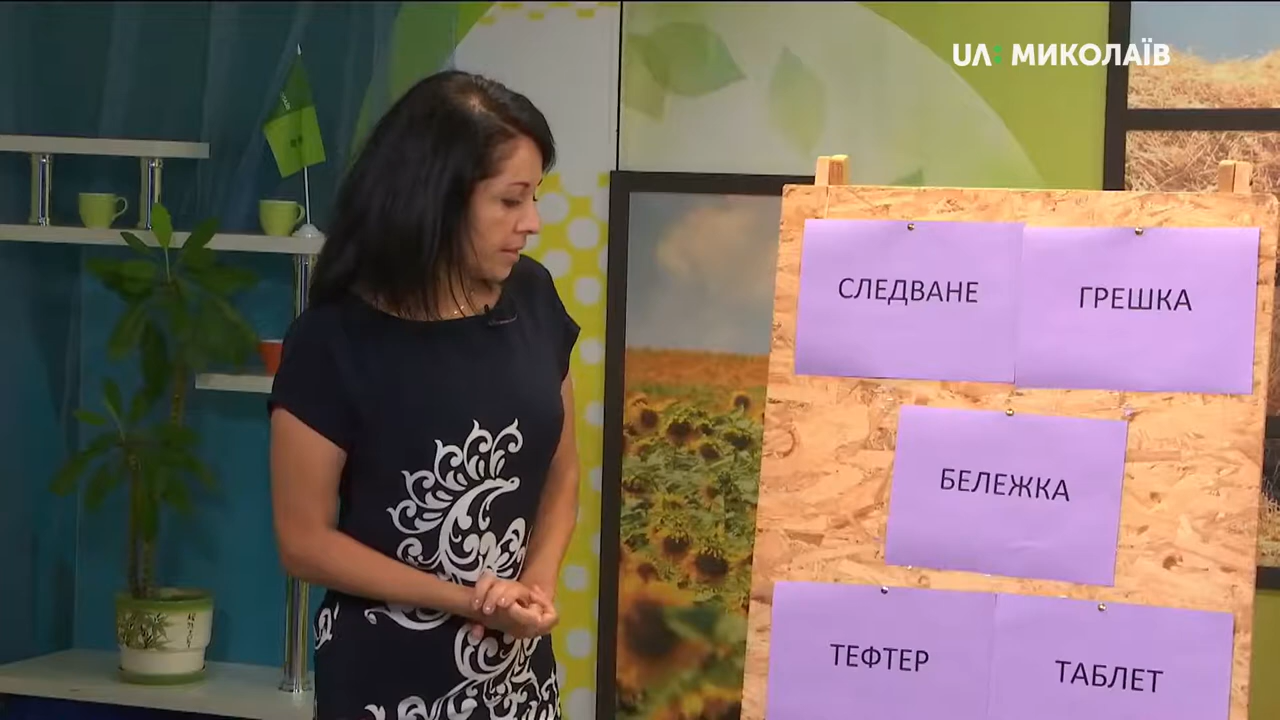 UA: МИКОЛАЇВ
СЛЕДВАНЕ
ГРЕШКА
БЕЛЕЖКА
ТЕФТЕР
ТАБЛЕТ